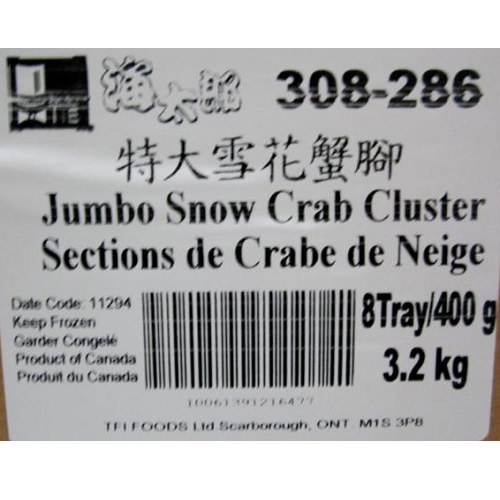 海太郎 308-286
特大雪花蟹腳
Jumbo Snow Crab Cluster
Sections de Crabe de Neige
Date Code: 11294
Keep Frozen
Garder Congelé
Product of Canada
Produit du Canada
8Tray/400 g
3.2 kg
10061391216477
TFI FOODS Ltd. Scarborough, ONT. M1S 3P8